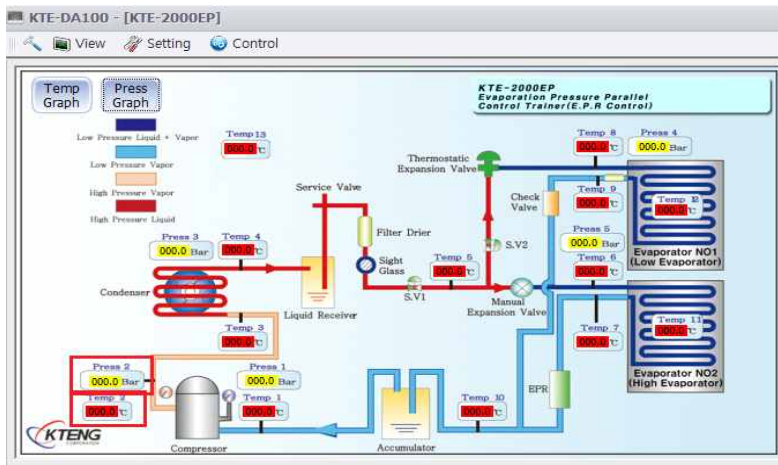 KTE-DA100 - [KTE-2000EP]
View Setting Control
Temp Graph
Press Graph
KTE-2000EP
Evaporation Pressure Parallel
Control Trainer(E.P.R Control)
Low Pressure Liquid + Vapor
Low Pressure Vapor
High Pressure Vapor
High Pressure Liquid
Temp13
000.0 ℃
Thermostatic
Expansion Valve
Temp 8
000.0 ℃
Press 4
000.0 Bar
Service Valve
Check
Valve
Temp 9
000.0 ℃
Temp 12
000.0 ℃
Evaporator NO1
(Low Evaporator)
Press 3
000.0 Bar
Temp 4
000.0 ℃
Filter Drier
Sight
Glass
S.V2
Press 5
000.0 Bar
Temp 5
000.0 ℃
Temp 6
000.0 ℃
Condenser
Liquid Receiver
S.V1
Manual
Expansion Valve
Temp 3
000.0 ℃
Temp 7
000.0 ℃
Temp 11
000.0 ℃
Evaporator NO2
(High Evaporator)
Press 2
000.0 Bar
Temp 2
000.0 ℃
Press 1
000.0 Bar
Temp 1
000.0 ℃
Temp 10
000.0 ℃
EPR
KTENG
Compressor
Accumulator